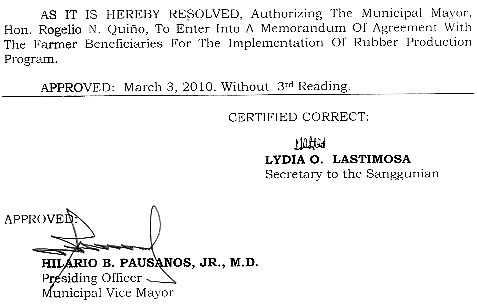 AS IT IS HEREBY RESOLVED, Authorizing The Municipal Mayor,
Hon. Rogelio N. Quiño, To Enter Into A Memorandum Of Agreement With
The Farmer Beneficiaries For The Implementation Of Rubber Production
Program.
APPROVED: March 3, 2010. Without 3rd Reading.
CERTIFIED CORRECT:
LYDIA O. LASTIMOSA
Secretary to the Sanggunian
APPROVED:
HILARIO B. PAUSANOS, JR., M.D.
Presiding Officer
Municipal Vice Mayor